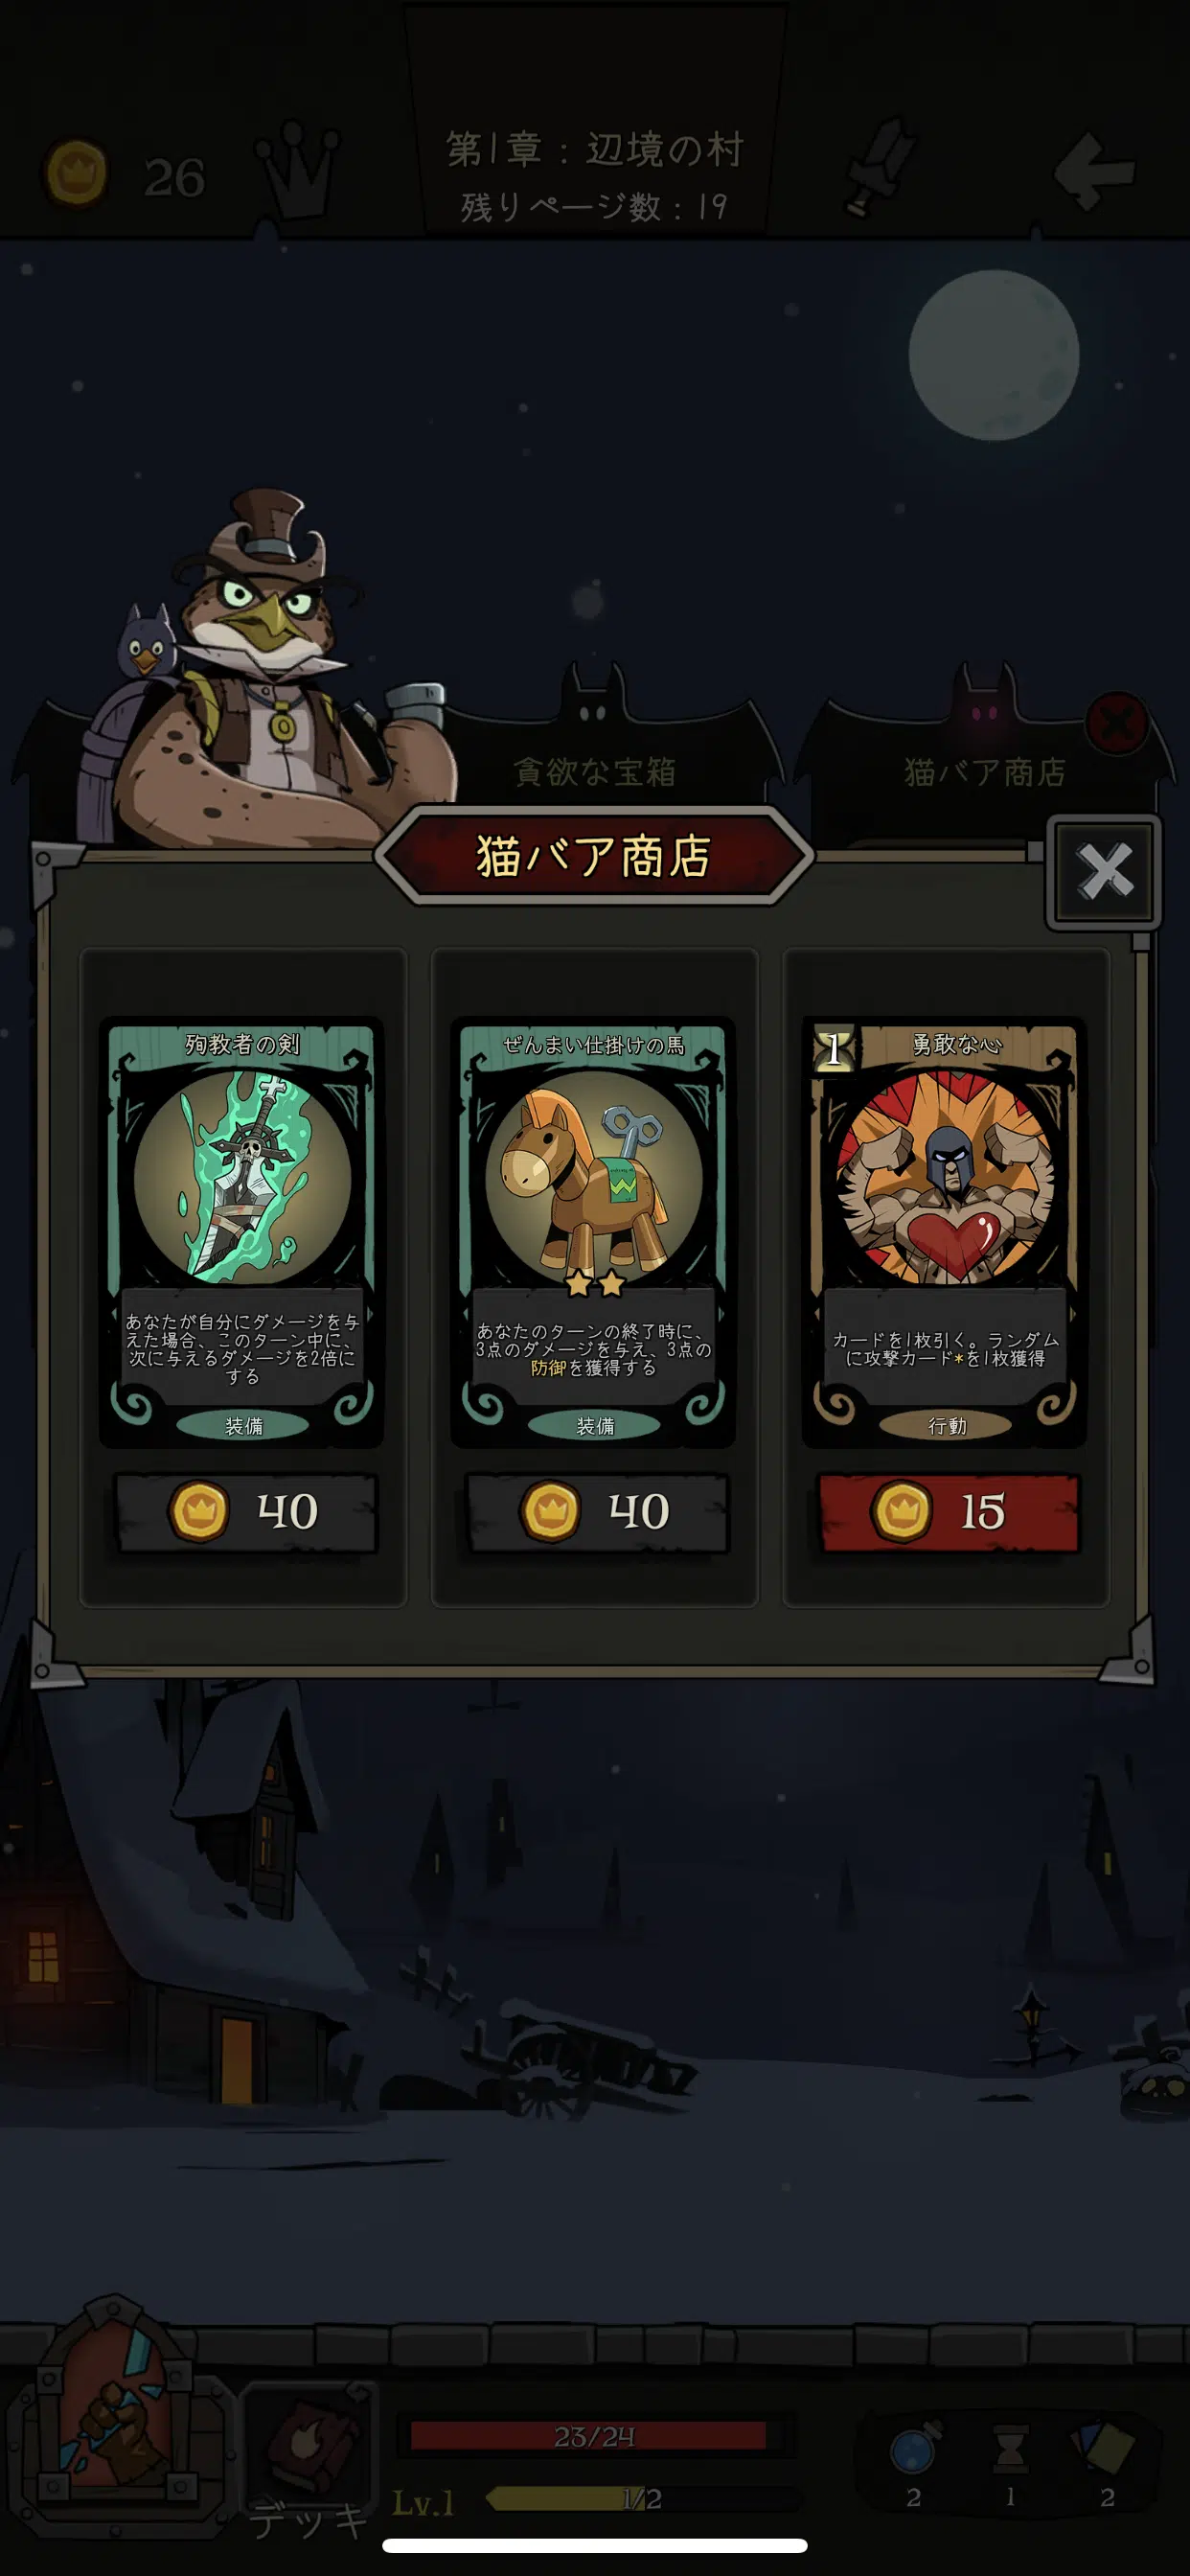 26
第1章：辺境の村
残りページ数：19
貪欲な宝箱
猫バア商店
猫バア商店
殉教者の剣
あなたが自分にダメージを与
えた場合、このターン中に、
次に与えるダメージを2倍に
する
装備
40
ぜんまい仕掛けの馬
あなたのターンの終了時に、
3点のダメージを与え、3点の
防御を獲得する
装備
40
1
勇敢な心
カードを1枚引く。ランダム
に攻撃カード*を1枚獲得
行動
15
デッキ
23/24
Lv.1
1/2
2
1
2